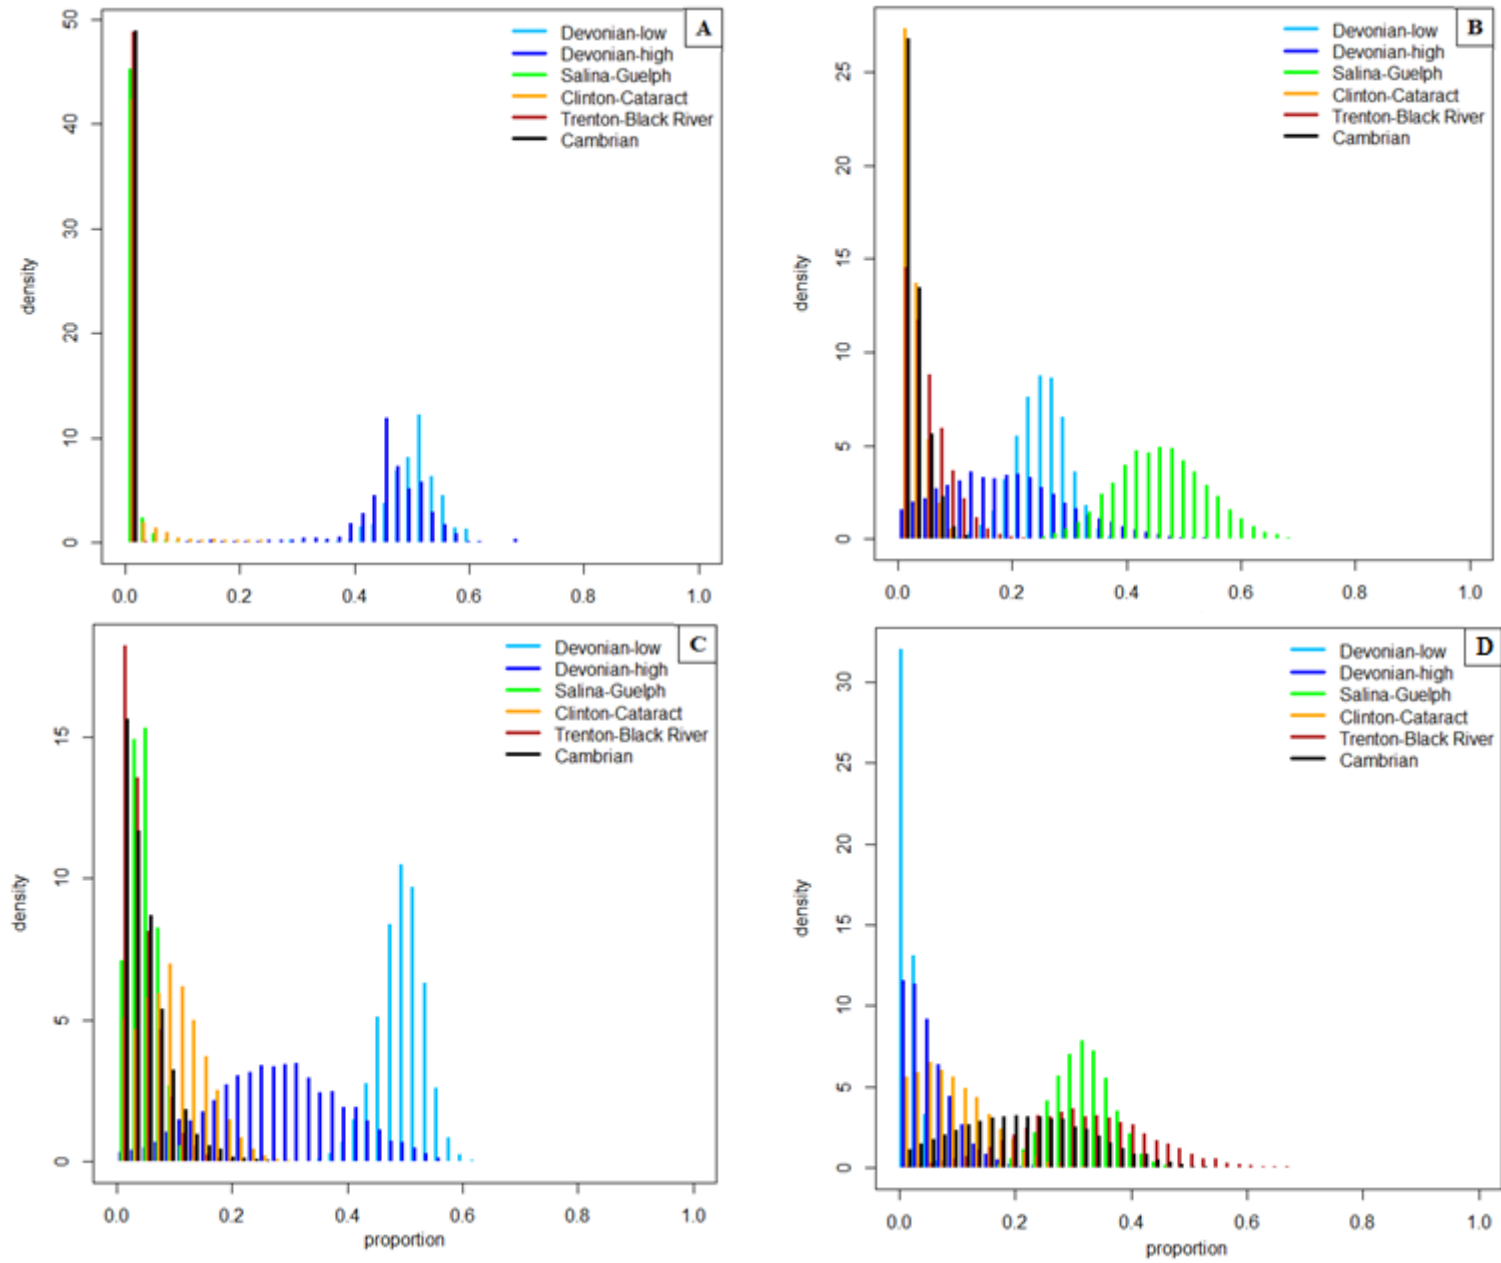 A
Devonian-low
Devonian-high
Salina-Guelph
Clinton-Cataract
Trenton-Black River
Cambrian
density
50
40
30
20
10
0
0.0 0.2 0.4 0.6 0.8 1.0
B
Devonian-low
Devonian-high
Salina-Guelph
Clinton-Cataract
Trenton-Black River
Cambrian
density
25
20
15
10
5
0
0.0 0.2 0.4 0.6 0.8 1.0
C
Devonian-low
Devonian-high
Salina-Guelph
Clinton-Cataract
Trenton-Black River
Cambrian
density
15
10
5
0
0.0 0.2 0.4 0.6 0.8 1.0
proportion
D
Devonian-low
Devonian-high
Salina-Guelph
Clinton-Cataract
Trenton-Black River
Cambrian
density
30
25
20
15
10
5
0
0.0 0.2 0.4 0.6 0.8 1.0
proportion